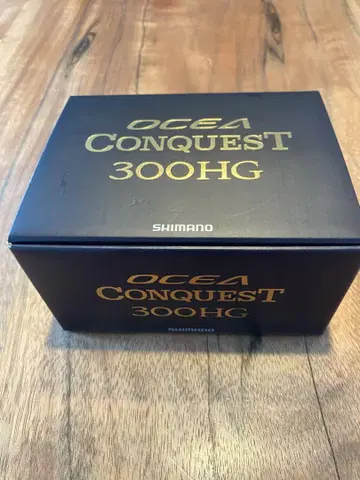 OCEA
CONQUEST
300HG
SHIMANO
OCEA
CONQUEST
300HG
SHIMANO